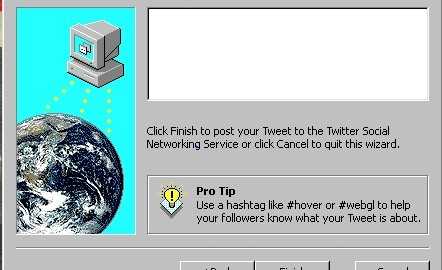 Click Finish to post your Tweet to the Twitter Social
Networking Service or click Cancel to quit this wizard.
Pro Tip
Use a hashtag like #hover or #webgl to help
your followers know what your Tweet is about.